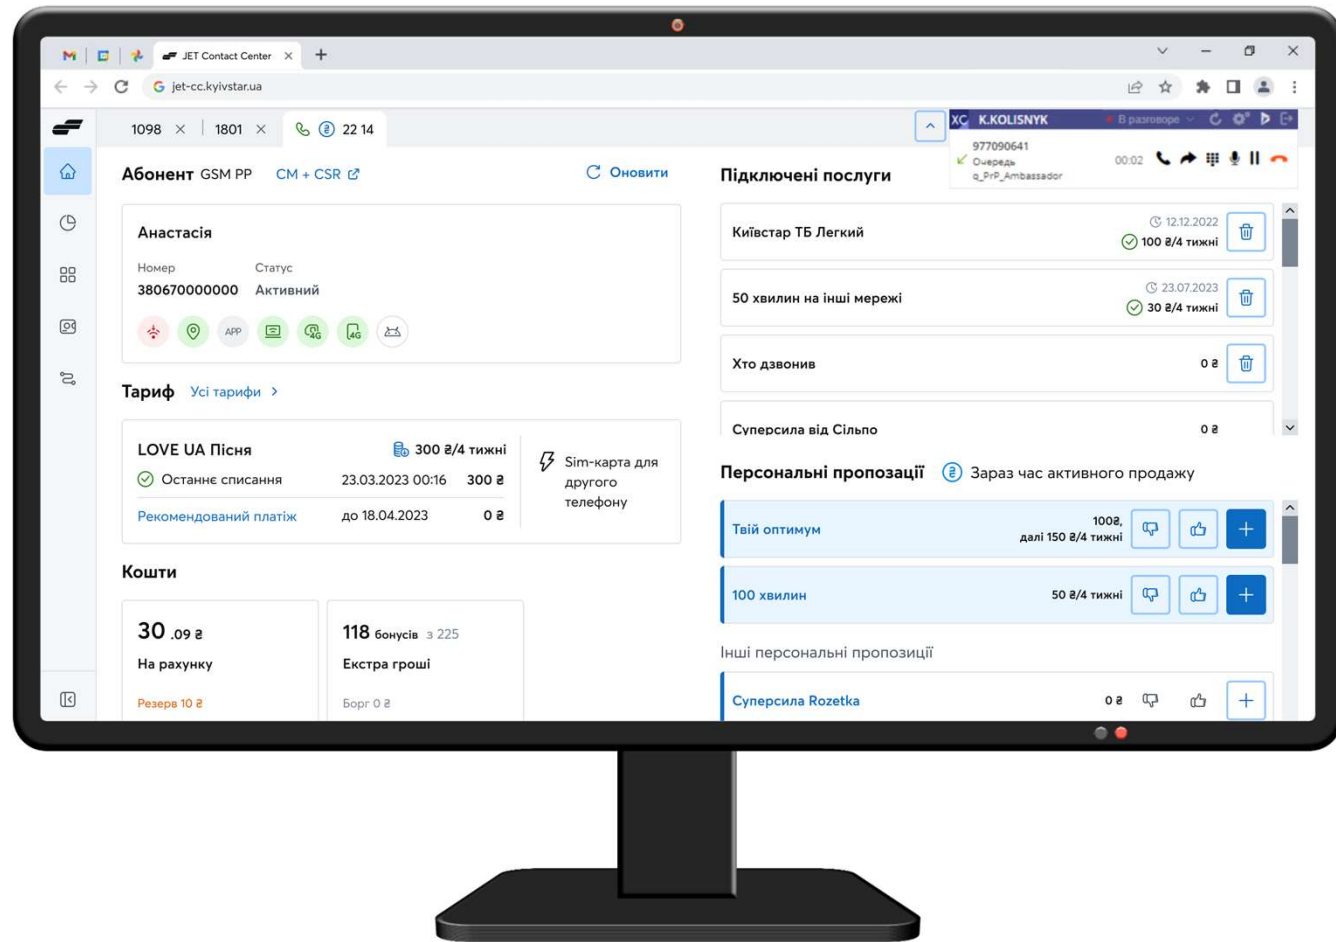 JET Contact Center
jet-cc.kyivstar.ua
1098
1801
22 14
XC K.KOLISNYK В разговоре
977090641
Очередь
q_PrP_Ambassador
00:02
Абонент GSM PP CM + CSR
Оновити
Анастасія
Номер Статус
380670000000 Активний
APP
4G
4G
Тариф Усі тарифи >
LOVE UA Пісня 300 ₴/4 тижні
Останнє списання 23.03.2023 00:16 300 ₴
Рекомендований платіж до 18.04.2023 0 ₴
Sim-карта для
другого
телефону
Кошти
30 .09 ₴
На рахунку
Резерв 10 ₴
118 бонусів з 225
Екстра гроші
Борг 0 ₴
Підключені послуги
Київстар ТБ Легкий
12.12.2022
100 ₴/4 тижні
50 хвилин на інші мережі
23.07.2023
30 ₴/4 тижні
Хто дзвонив 0 ₴
Суперсила від Сільпо 0 ₴
Персональні пропозації ₴ Зараз час активного продажу
Твій оптимум
100₴,
далі 150 ₴/4 тижні
100 хвилин 50 ₴/4 тижні
Інші персональні пропозиції
Суперсила Rozetka 0 ₴